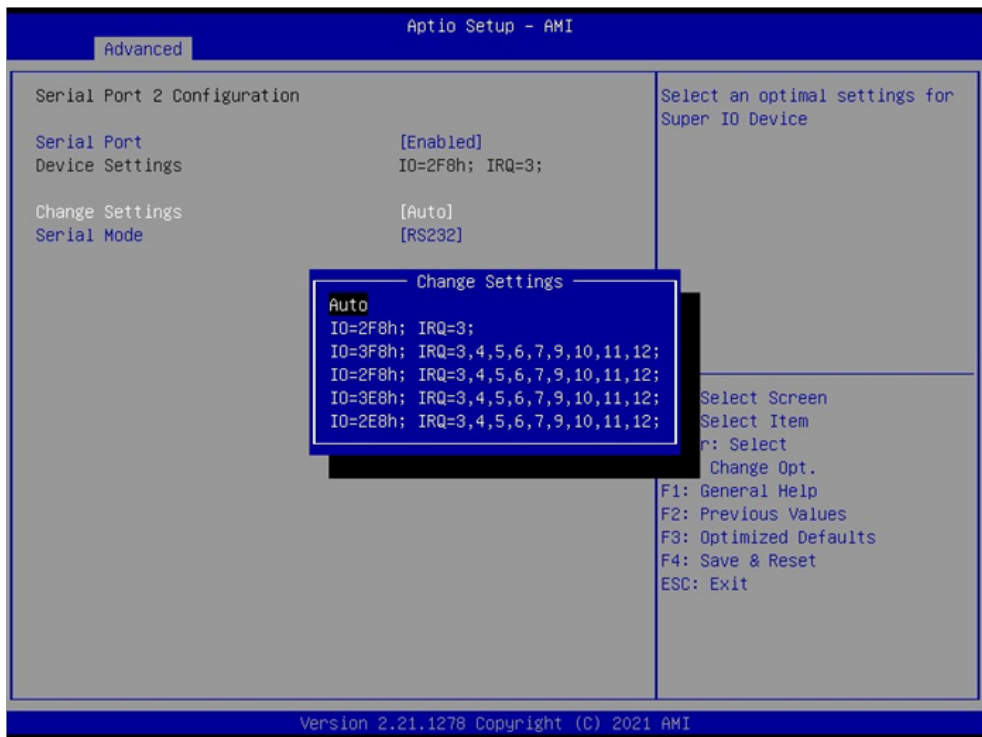 Aptio Setup – AMI
Advanced
Serial Port 2 Configuration
Serial Port [Enabled]
Device Settings IO=2F8h; IRQ=3;
Change Settings [Auto]
Serial Mode [RS232]
Select an optimal settings for
Super IO Device
Change Settings
Auto
IO=2F8h; IRQ=3;
IO=3F8h; IRQ=3,4,5,6,7,9,10,11,12;
IO=2F8h; IRQ=3,4,5,6,7,9,10,11,12;
IO=3E8h; IRQ=3,4,5,6,7,9,10,11,12;
IO=2E8h; IRQ=3,4,5,6,7,9,10,11,12;
Select Screen
Select Item
r: Select
Change Opt.
F1: General Help
F2: Previous Values
F3: Optimized Defaults
F4: Save & Reset
ESC: Exit
Version 2.21.1278 Copyright (C) 2021 AMI